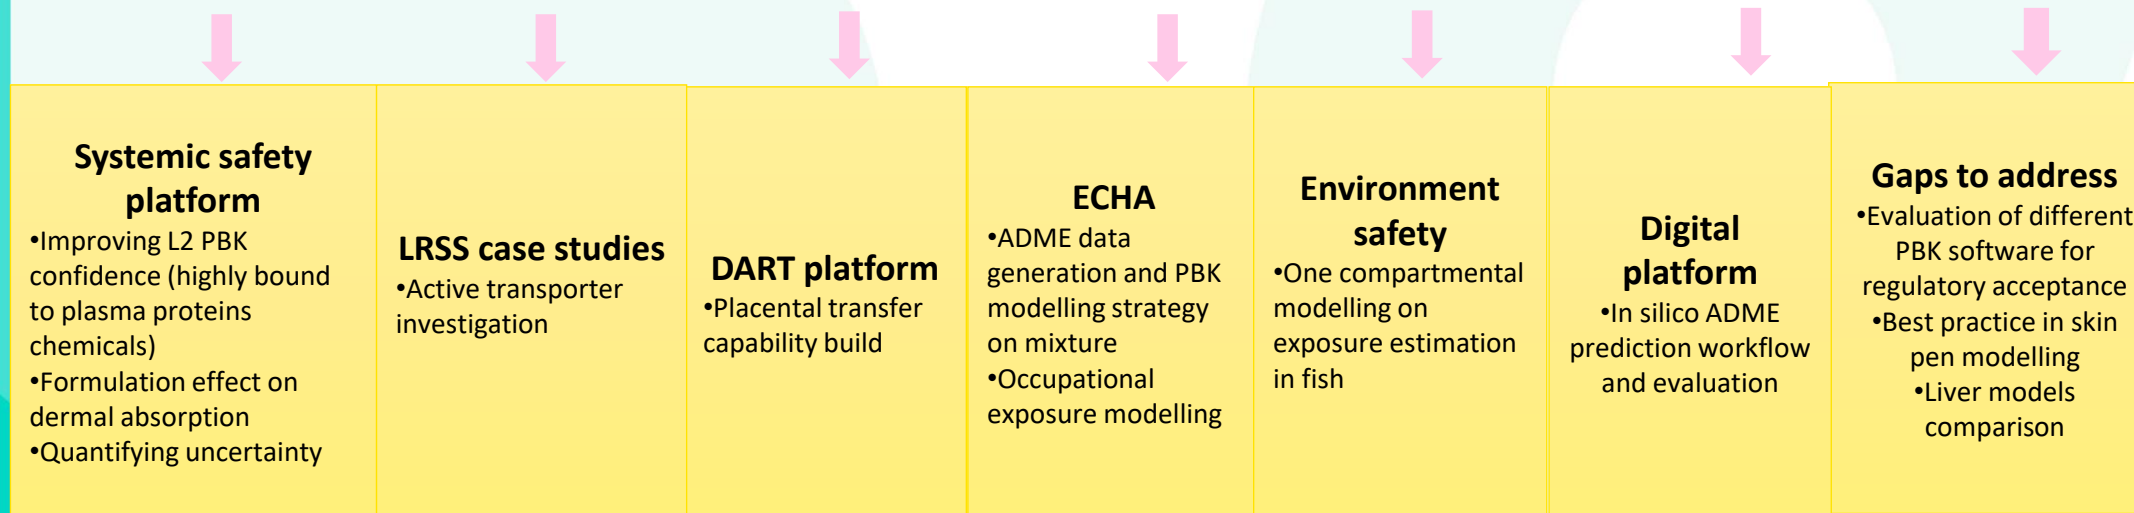 Systemic safety
platform
•Improving L2 PBK
confidence (highly bound
to plasma proteins
chemicals)
•Formulation effect on
dermal absorption
•Quantifying uncertainty
LRSS case studies
•Active transporter
investigation
DART platform
•Placental transfer
capability build
ECHA
•ADME data
generation and PBK
modelling strategy
on mixture
•Occupational
exposure modelling
Environment
safety
•One compartmental
modelling on
exposure estimation
in fish
Digital
platform
•In silico ADME
prediction workflow
and evaluation
Gaps to address
•Evaluation of different
PBK software for
regulatory acceptance
•Best practice in skin
pen modelling
•Liver models
comparison